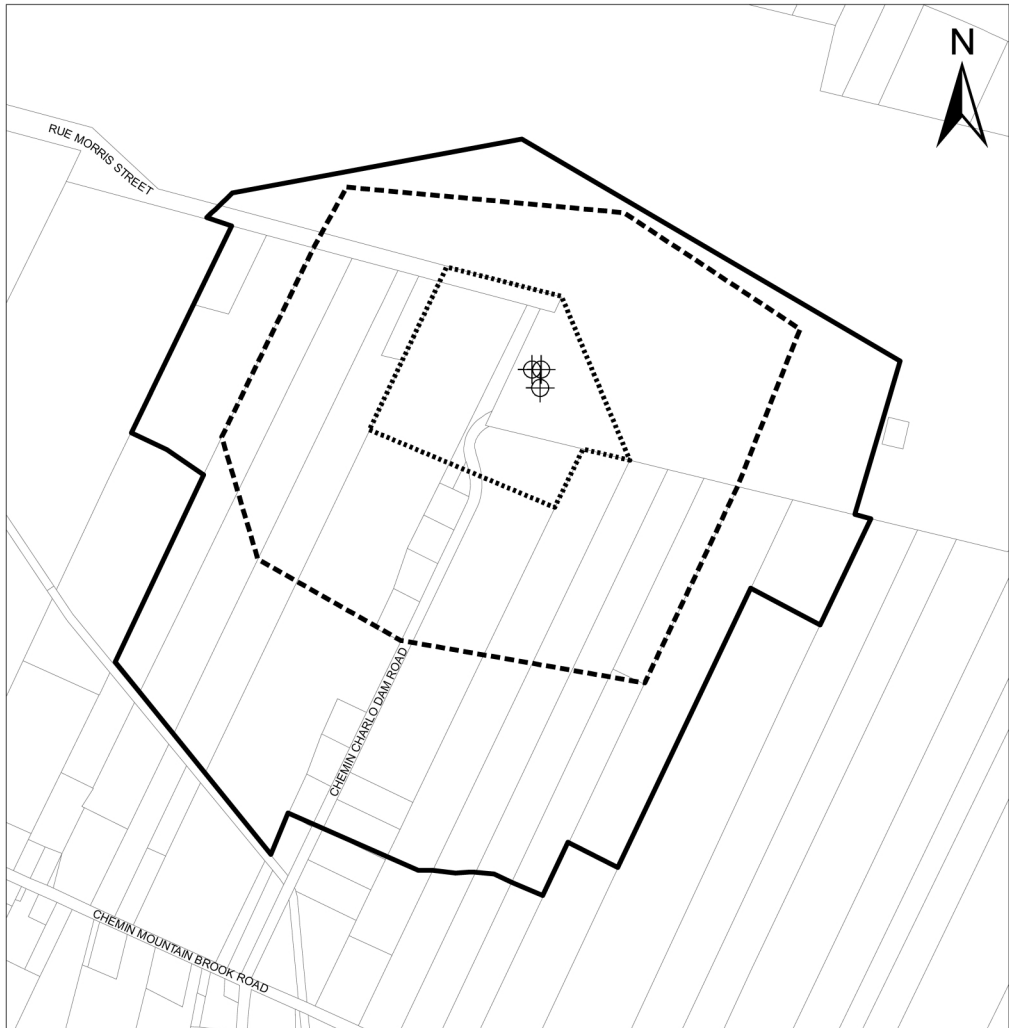 N
RUE MORRIS STREET
CHEMIN CHARLO DAM ROAD
CHEMIN MOUNTAIN BROOK ROAD